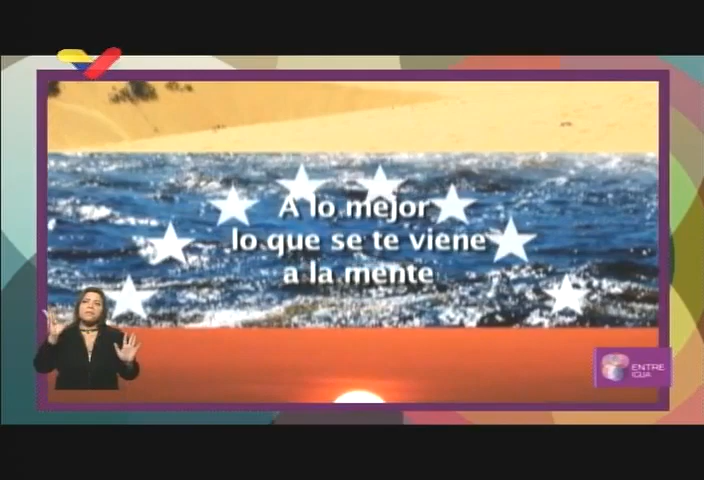 A lo mejor
lo que se te viene
a la mente
ENTRE
IGUA